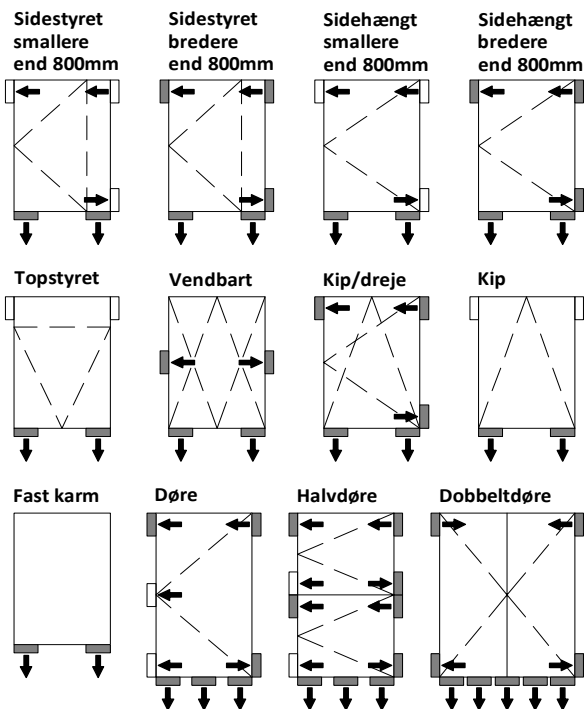 Sidestyret
smallere
end 800mm
Sidestyret
bredere
end 800mm
Sidehængt
smallere
end 800mm
Sidehængt
bredere
end 800mm
Topstyret
Vendbart
Kip/dreje
Kip
Fast karm
Døre
Halvdøre
Dobbeltdøre